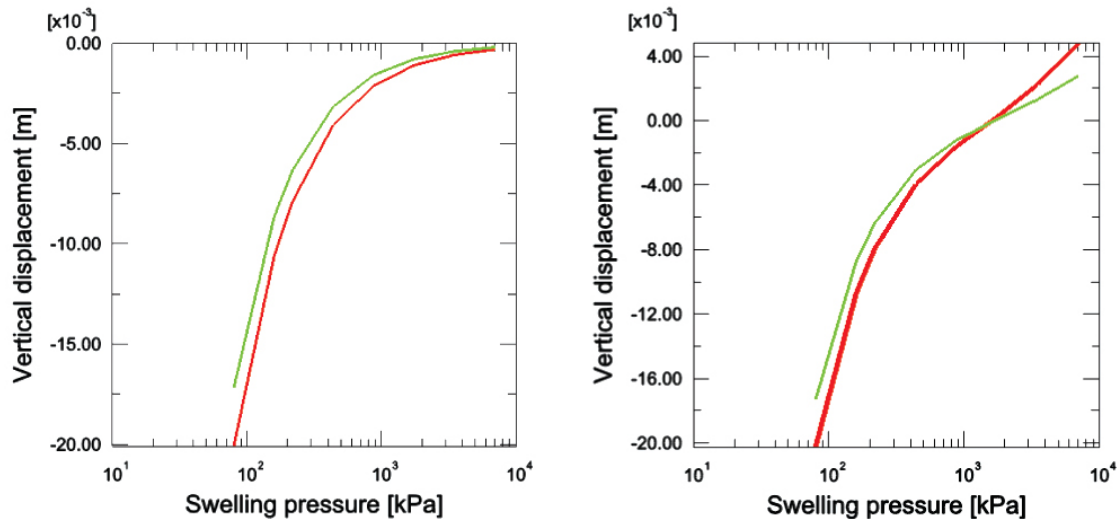 [x10⁻³]
0.00
-5.00
-10.00
-15.00
-20.00
Vertical displacement [m]
10¹ 10² 10³ 10⁴
Swelling pressure [kPa]
[x10⁻³]
4.00
0.00
-4.00
-8.00
-12.00
-16.00
-20.00
Vertical displacement [m]
10¹ 10² 10³ 10⁴
Swelling pressure [kPa]